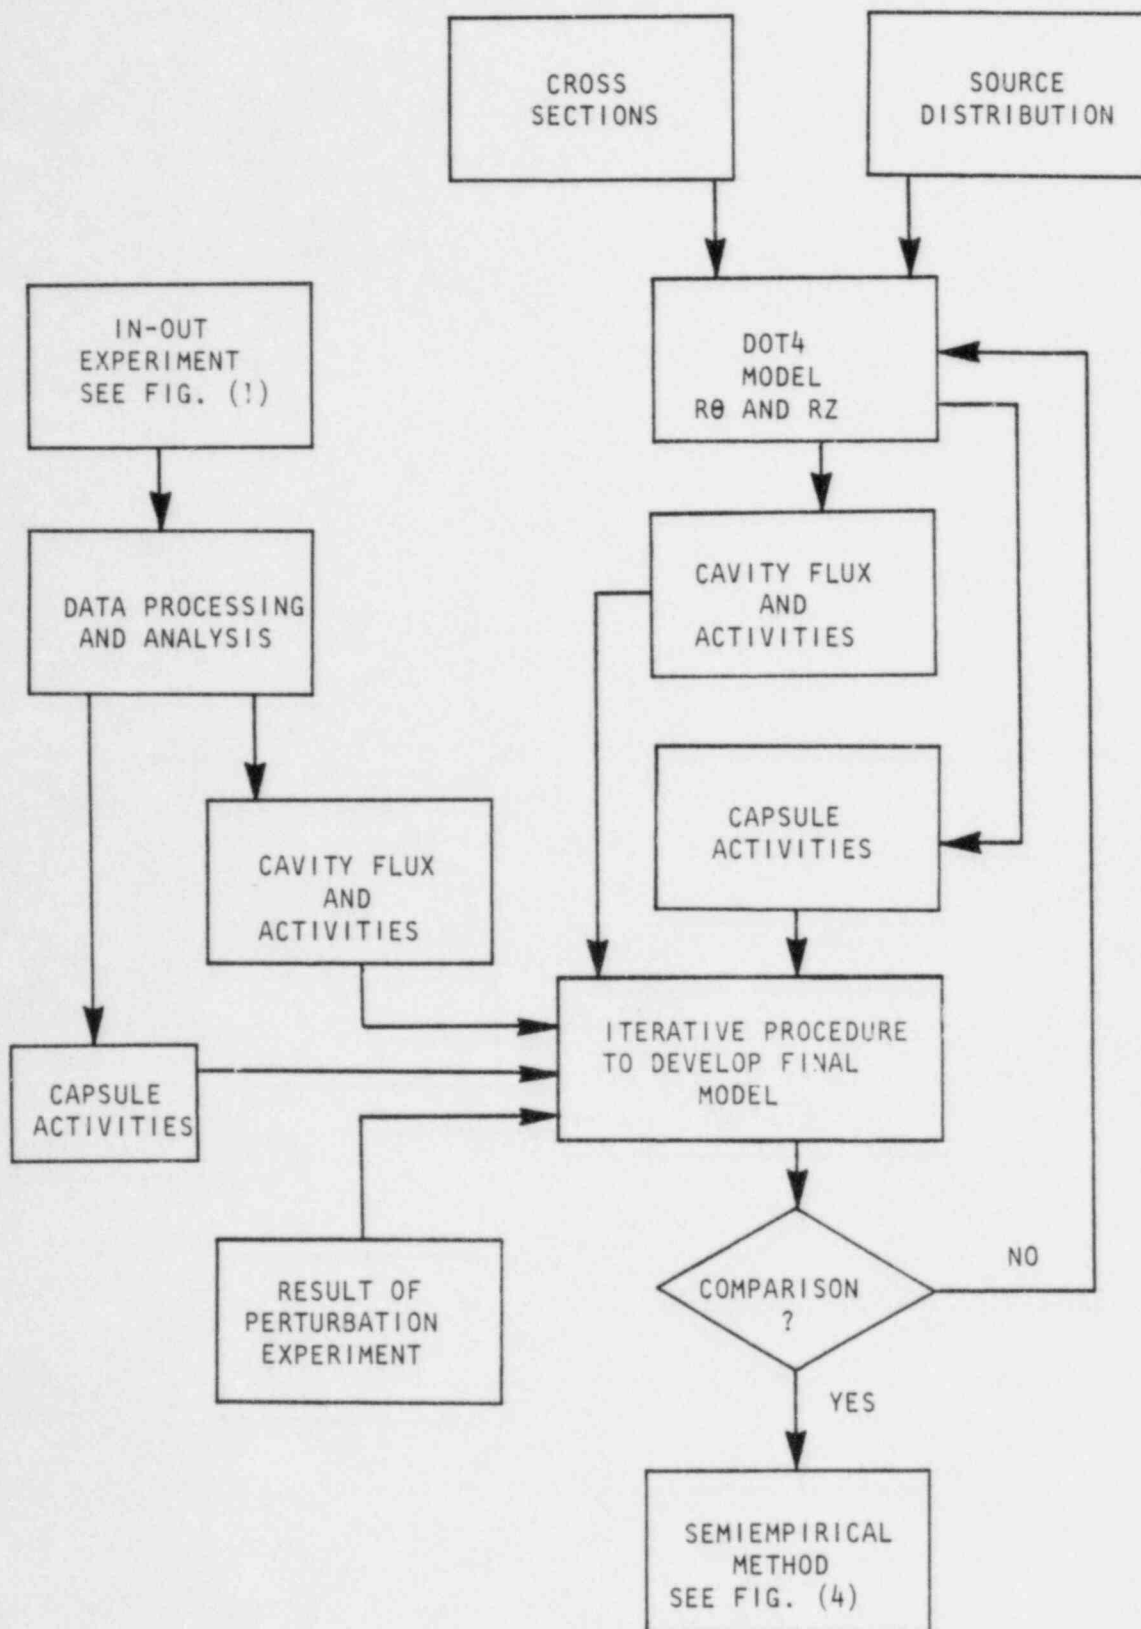 CROSS
SECTIONS
SOURCE
DISTRIBUTION
IN-OUT
EXPERIMENT
SEE FIG. (1)
DOT4
MODEL
Rθ AND RZ
DATA PROCESSING
AND ANALYSIS
CAVITY FLUX
AND
ACTIVITIES
CAPSULE
ACTIVITIES
CAVITY FLUX
AND
ACTIVITIES
ITERATIVE PROCEDURE
TO DEVELOP FINAL
MODEL
CAPSULE
ACTIVITIES
RESULT OF
PERTURBATION
EXPERIMENT
COMPARISON
?
NO
YES
SEMIEMPIRICAL
METHOD
SEE FIG. (4)